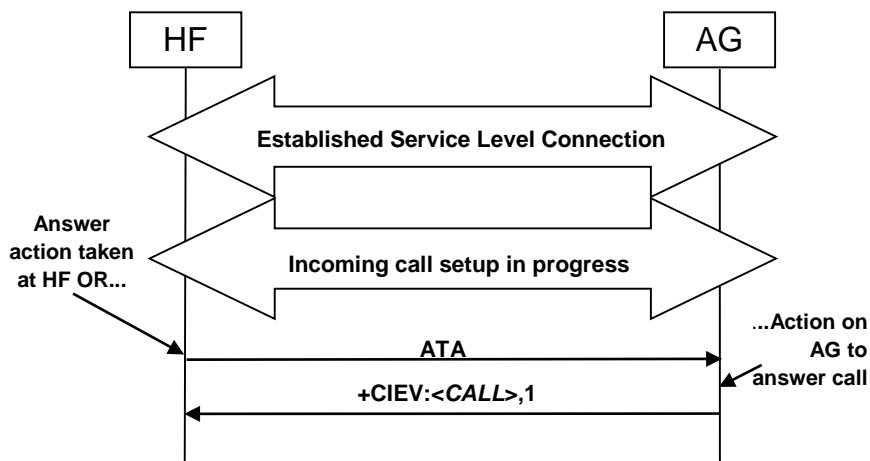 HF
AG
Established Service Level Connection
Answer
action taken
at HF OR...
Incoming call setup in progress
ATA
....Action on
AG to
answer call
+CIEV:<CALL>,1